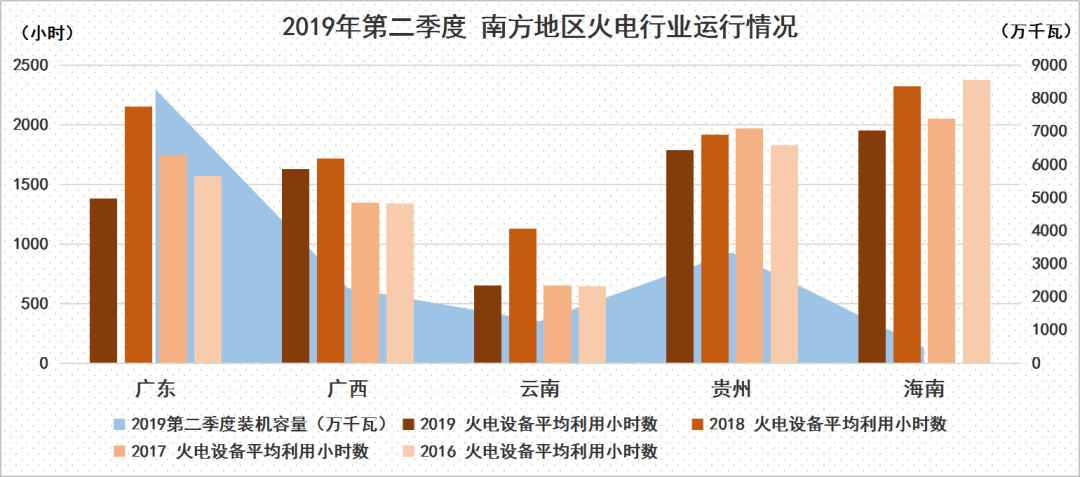 2019年第二季度 南方地区火电行业运行情况
（小时） （万千瓦）
2500 9000
8000
2000 7000
6000
1500 5000
1000 4000
3000
500 2000
1000
0 0
广东 广西 云南 贵州 海南
2019第二季度装机容量（万千瓦） 2019 火电设备平均利用小时数 2018 火电设备平均利用小时数
2017 火电设备平均利用小时数 2016 火电设备平均利用小时数